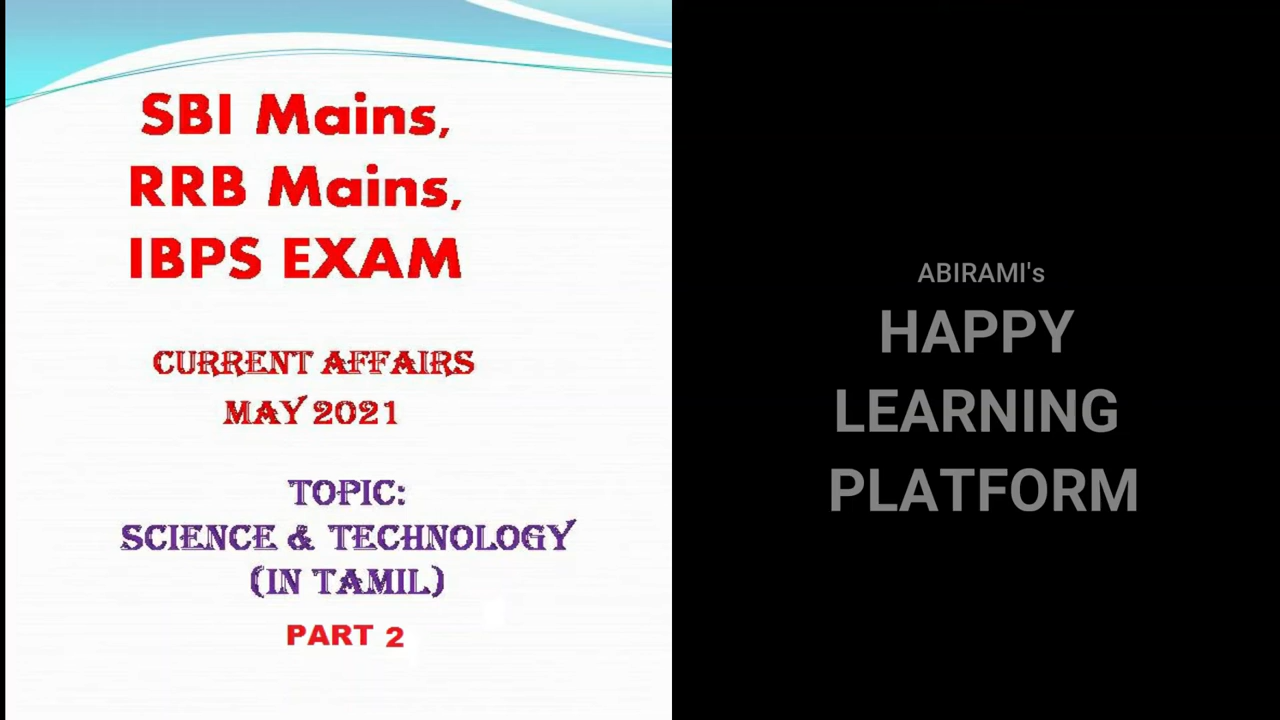 SBI Mains,
RRB Mains,
IBPS EXAM
CURRENT AFFAIRS
MAY 2021
TOPIC:
SCIENCE & TECHNOLOGY
(IN TAMIL)
PART 2
ABIRAMI's
HAPPY
LEARNING
PLATFORM